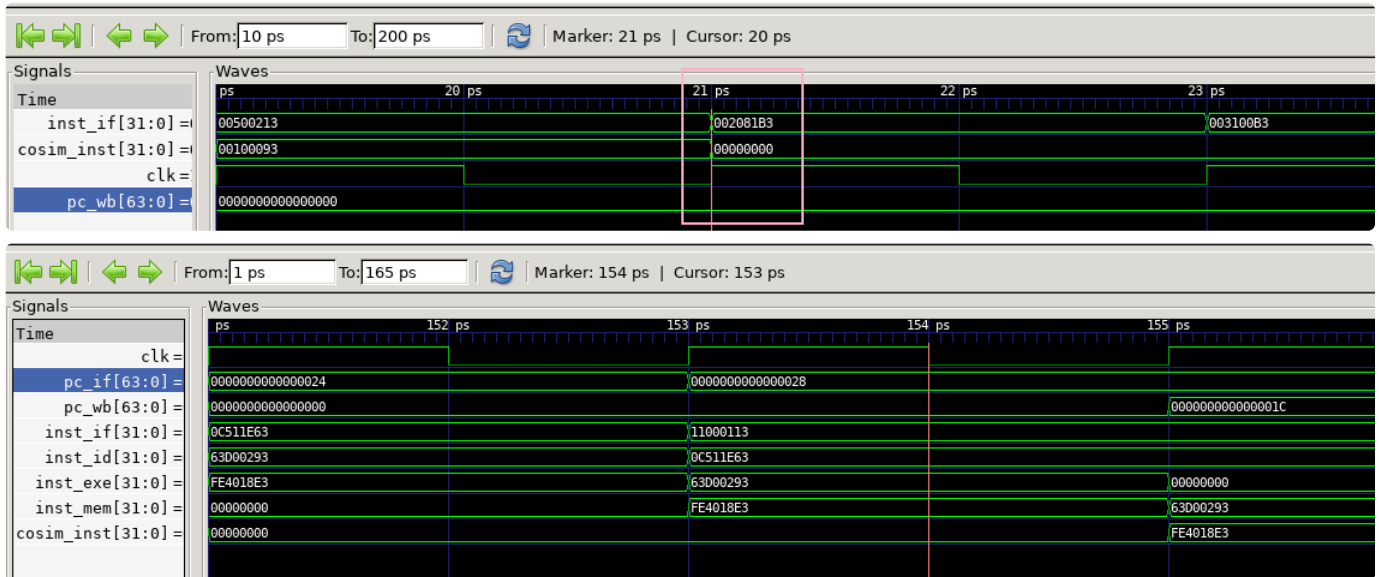 From: 10 ps To: 200 ps Marker: 21 ps | Cursor: 20 ps
Signals Waves
Time ps 20 ps 21 ps 22 ps 23 ps
inst_if[31:0] = 00500213 002081B3 003100B3
cosim_inst[31:0] = 00100093 00000000
clk =
pc_wb[63:0] = 0000000000000000
From: 1 ps To: 165 ps Marker: 154 ps | Cursor: 153 ps
Signals Waves
Time ps 152 ps 153 ps 154 ps 155 ps
clk =
pc_if[63:0] = 0000000000000024 0000000000000028
pc_wb[63:0] = 0000000000000000 000000000000001C
inst_if[31:0] = 0C511E63 11000113
inst_id[31:0] = 63D00293 0C511E63
inst_exe[31:0] = FE4018E3 63D00293 00000000
inst_mem[31:0] = 00000000 FE4018E3 63D00293
cosim_inst[31:0] = 00000000 FE4018E3